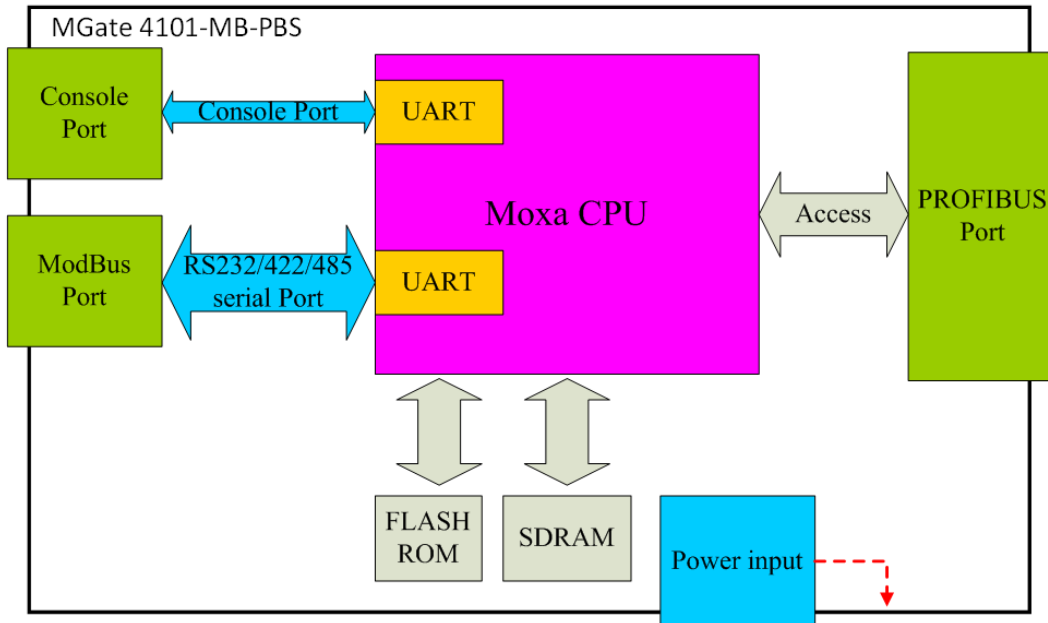 MGate 4101-MB-PBS
Console
Port
Console Port
UART
Moxa CPU
Access
PROFIBUS
Port
ModBus
Port
RS232/422/485
serial Port
UART
FLASH
ROM
SDRAM
Power input